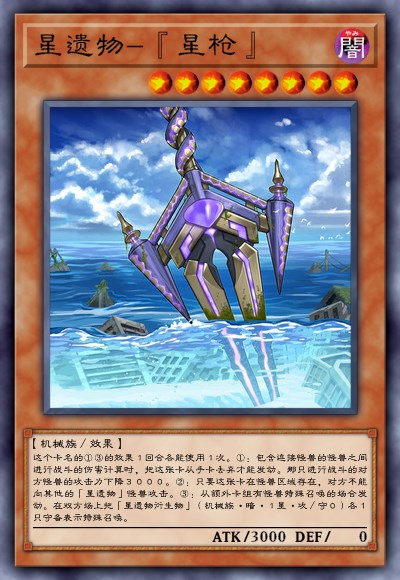 星遗物-『星枪』
やみ
闇
【机械族/效果】
这个卡名的①③的效果1回合各能使用1次。①:包含连接怪兽的怪兽之间
进行战斗的伤害计算时,把这张卡从手卡丢弃才能发动。那只进行战斗的对
方怪兽的攻击力下降3000。②:只要这张卡在怪兽区域存在,对方不能
向其他的「星遗物」怪兽攻击。③:从额外卡组有怪兽特殊召唤的场合发
动。在双方场上把「星遗物衍生物」(机械族・暗・1星・攻/守0)各1
只守备表示特殊召唤。
ATK/3000 DEF/ 0